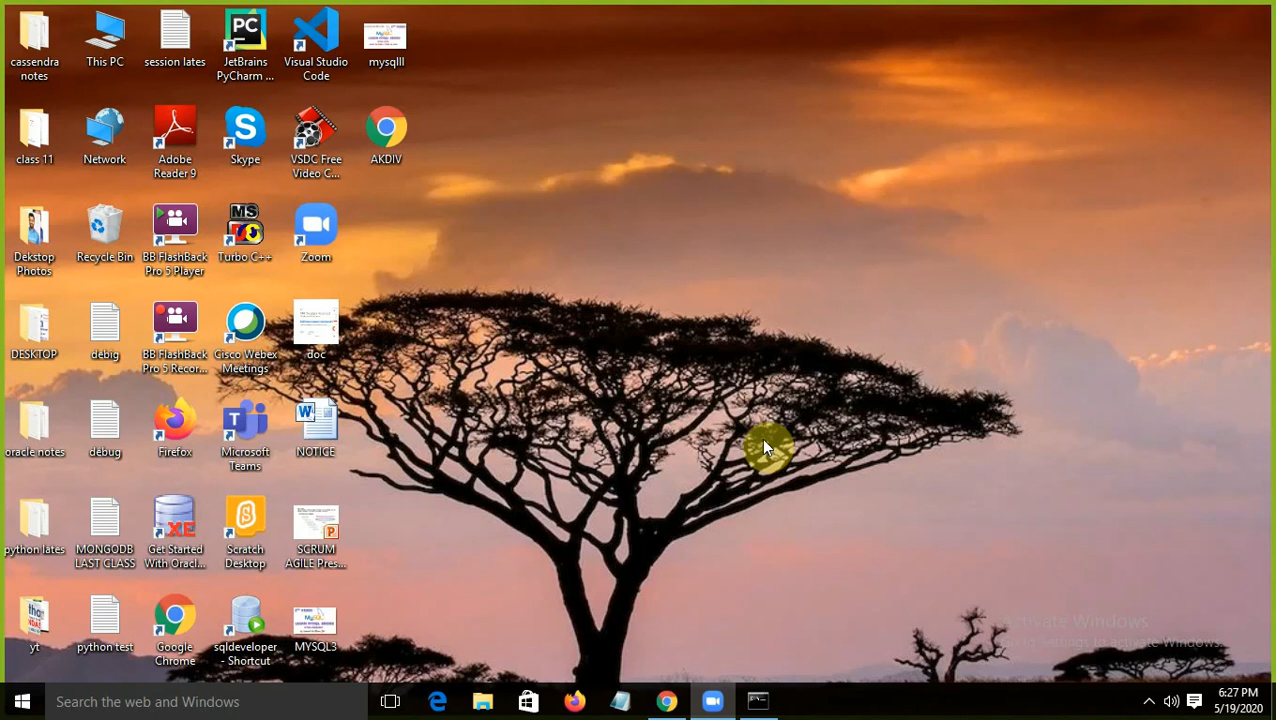 cassendra notes
This PC
session lates
JetBrains PyCharm ...
Visual Studio Code
mysqlll
class 11
Network
Adobe Reader 9
Skype
VSDC Free Video C...
AKDIV
Dekstop Photos
Recycle Bin
BB FlashBack Pro 5 Player
Turbo C++
Zoom
DESKTOP
debig
BB FlashBack Pro 5 Recor...
Cisco Webex Meetings
doc
oracle notes
debug
Firefox
Microsoft Teams
NOTICE
python lates
MONGODB LAST CLASS
Get Started With Oracl...
Scratch Desktop
SCRUM AGILE Pres...
yt
python test
Google Chrome
sqldeveloper - Shortcut
MYSQL3
Activate Windows
Settings to activate Windows.
Search the web and Windows
6:27 PM
5/19/2020